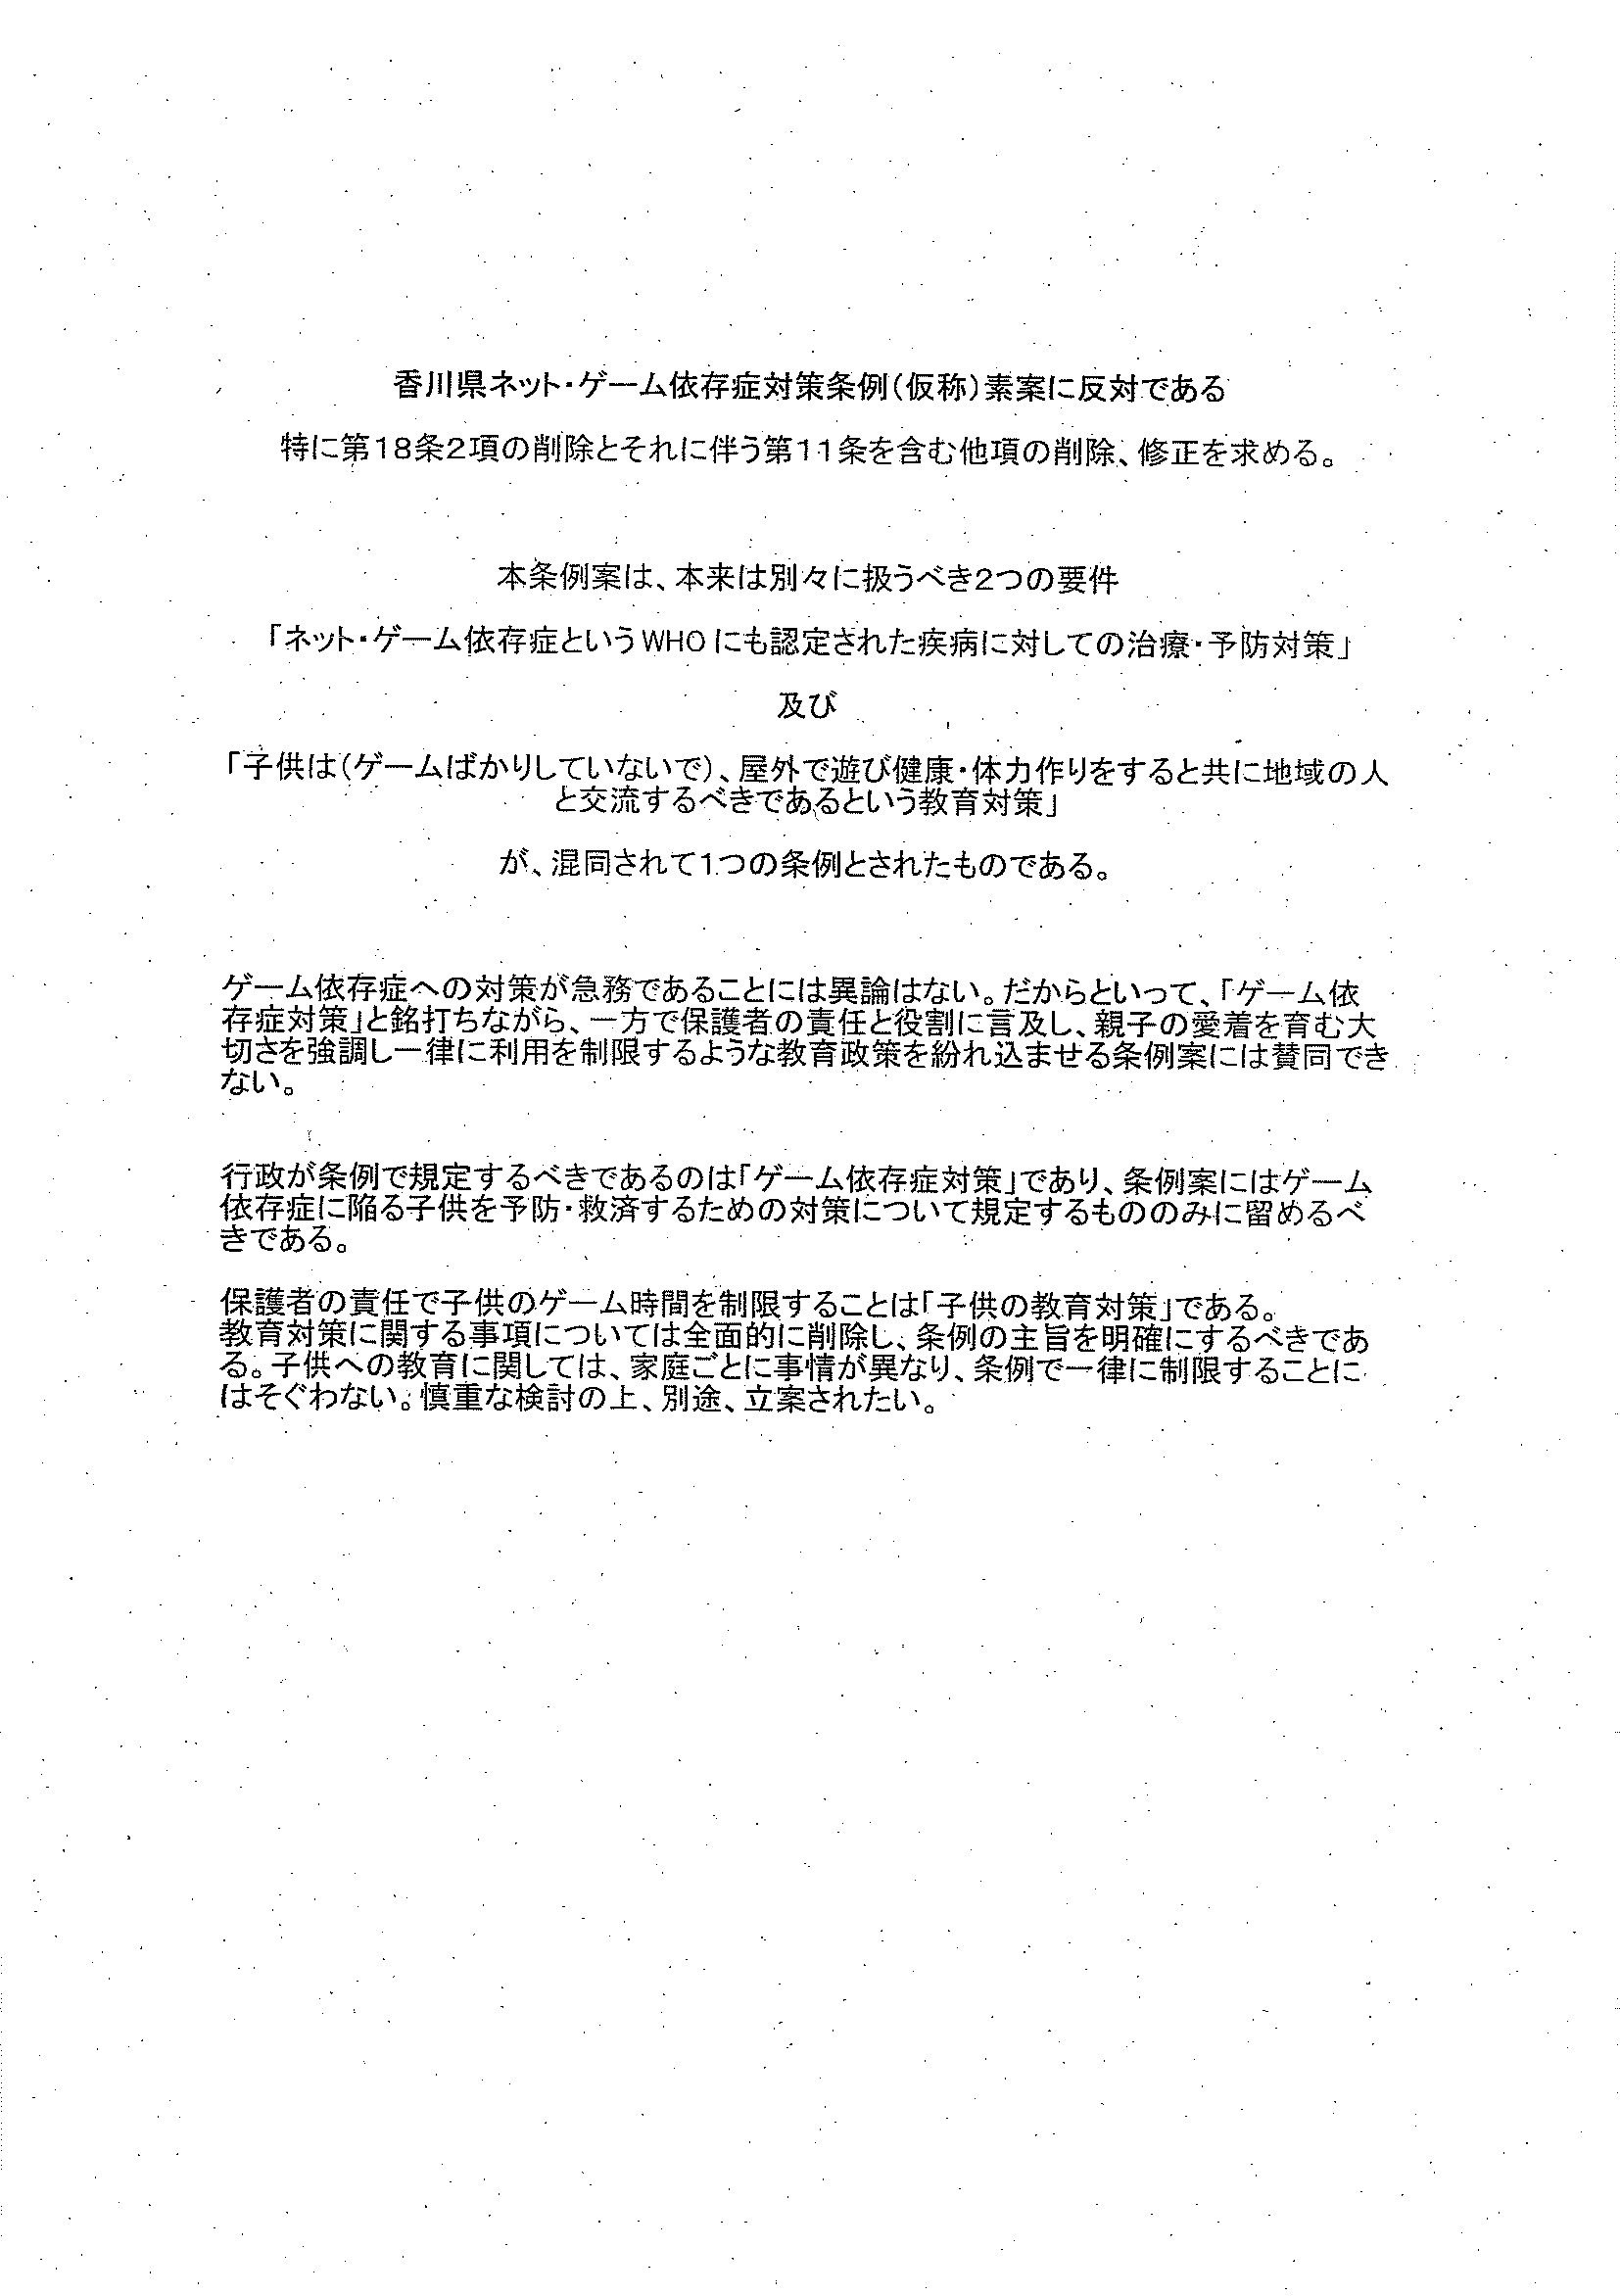 香川県ネット・ゲーム依存症対策条例(仮称)素案に反対である
特に第18条2項の削除とそれに伴う第11条を含む他項の削除、修正を求める。
本条例案は、本来は別々に扱うべき2つの要件
「ネット・ゲーム依存症というWHOにも認定された疾病に対しての治療・予防対策」
及び
「子供は(ゲームばかりしていないで)、屋外で遊び健康・体力作りをすると共に地域の人
と交流するべきであるという教育対策」
が、混同されて1つの条例とされたものである。
ゲーム依存症への対策が急務であることには異論はない。だからといって、「ゲーム依
存症対策」と銘打ちながら、一方で保護者の責任と役割に言及し、親子の愛着を育む大
切さを強調し一律に利用を制限するような教育政策を紛れ込ませる条例案には賛同でき
ない。
行政が条例で規定するべきであるのは「ゲーム依存症対策」であり、条例案にはゲーム
依存症に陥る子供を予防・救済するための対策について規定するもののみに留めるべ
きである。
保護者の責任で子供のゲーム時間を制限することは「子供の教育対策」である。
教育対策に関する事項については全面的に削除し、条例の主旨を明確にするべきであ
る。子供への教育に関しては、家庭ごとに事情が異なり、条例で一律に制限することに
はそぐわない。慎重な検討の上、別途、立案されたい。